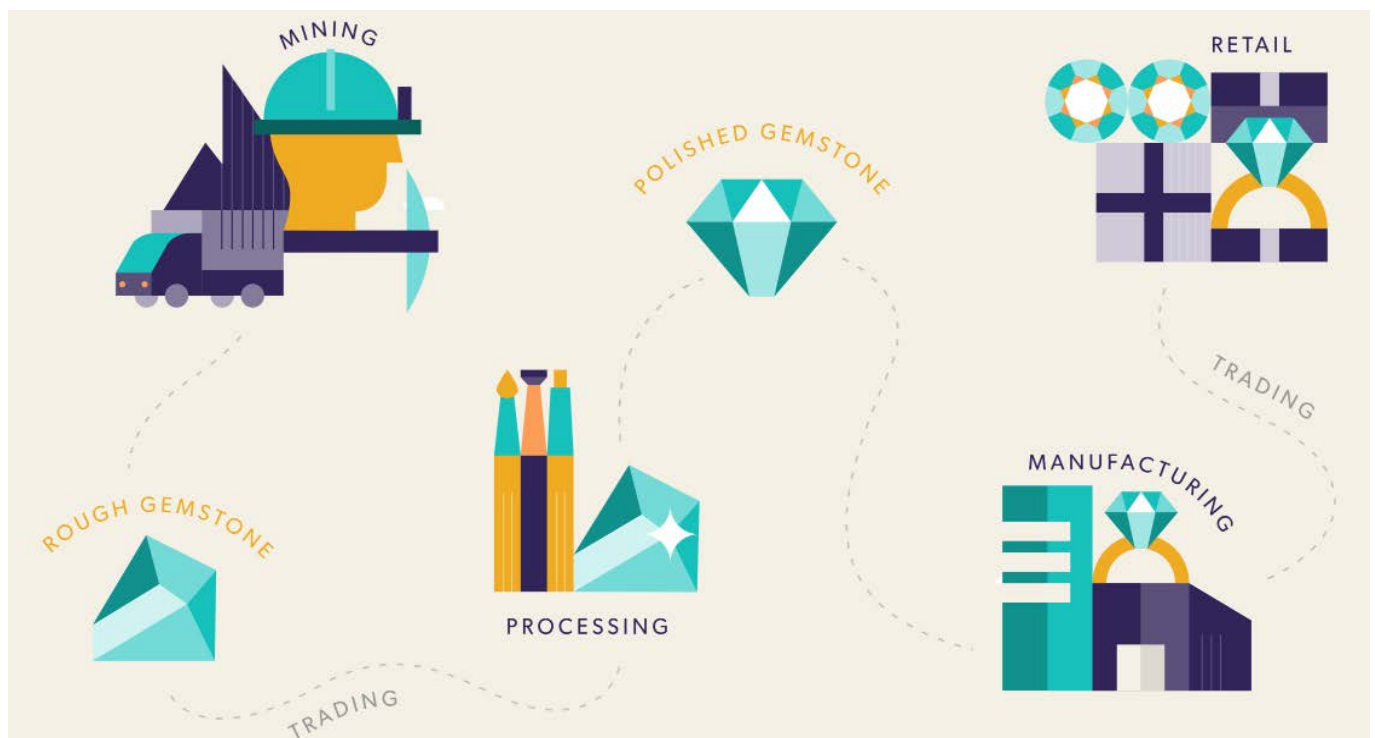 MINING
ROUGH GEMSTONE
TRADING
PROCESSING
POLISHED GEMSTONE
MANUFACTURING
TRADING
RETAIL